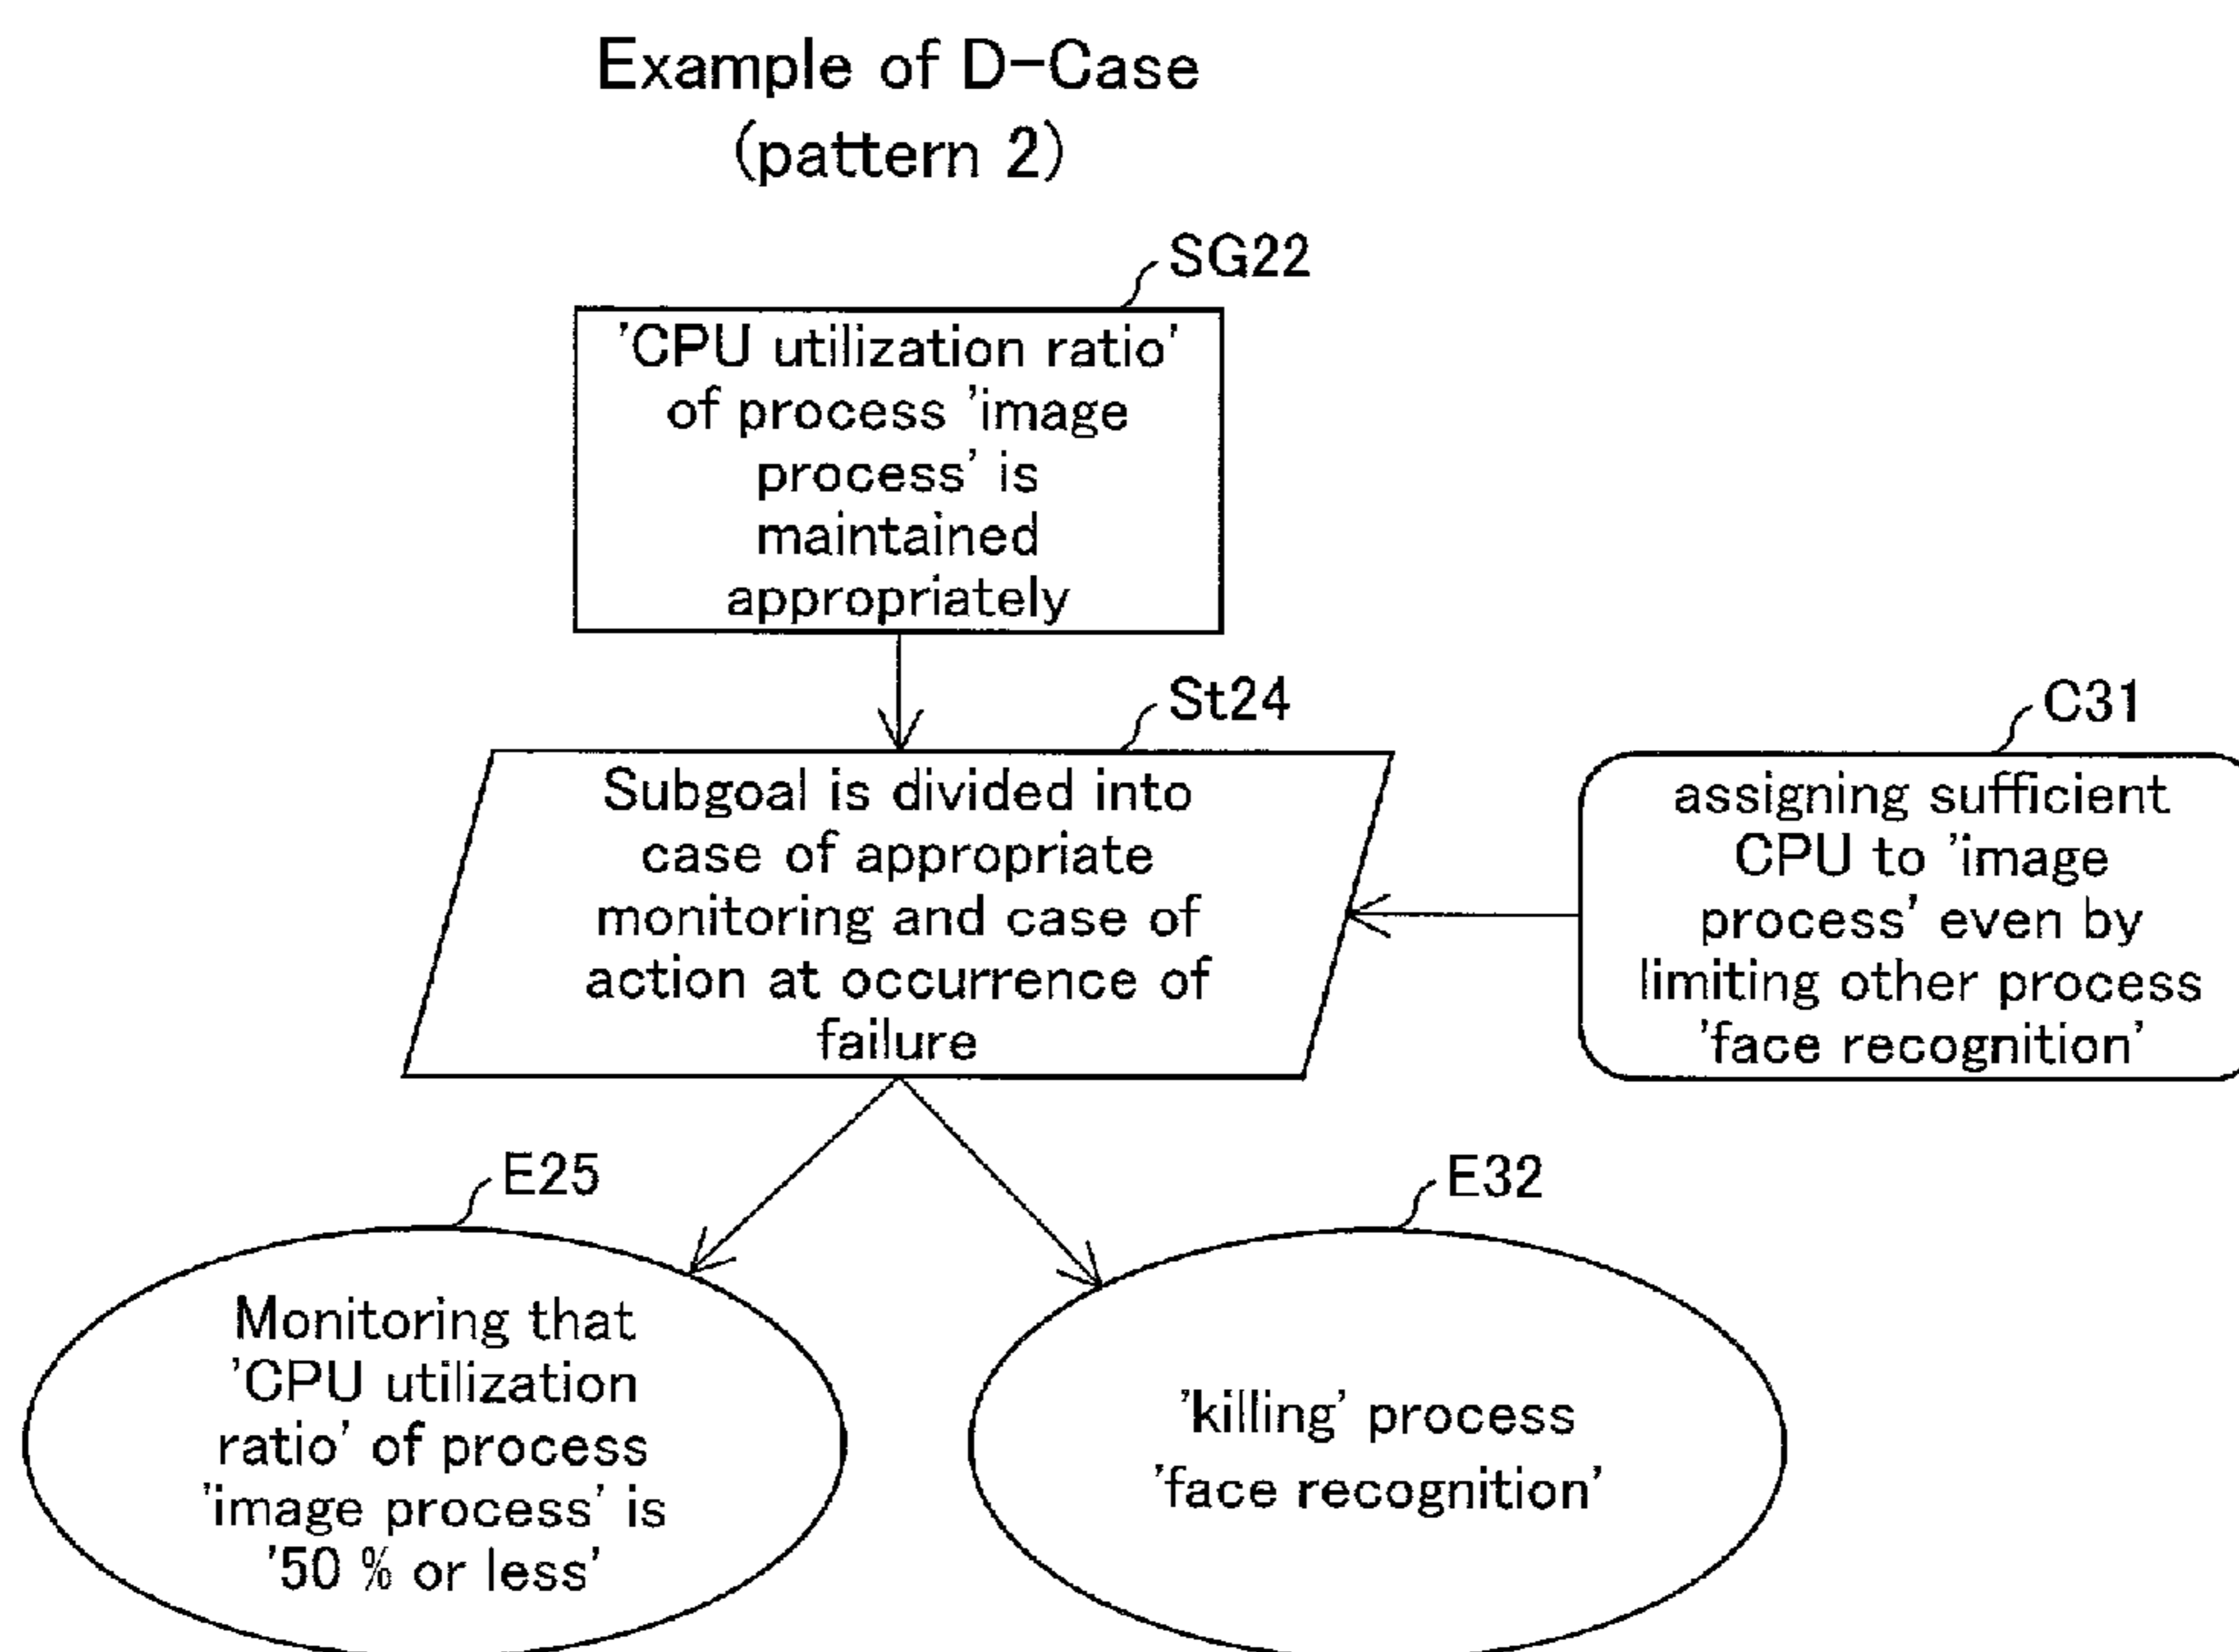 Example of D-Case
(pattern 2)
SG22
'CPU utilization ratio'
of process 'image
process' is
maintained
appropriately
St24
Subgoal is divided into
case of appropriate
monitoring and case of
action at occurrence of
failure
C31
assigning sufficient
CPU to 'image
process' even by
limiting other process
'face recognition'
E25
Monitoring that
'CPU utilization
ratio' of process
'image process' is
'50 % or less'
E32
'killing' process
'face recognition'